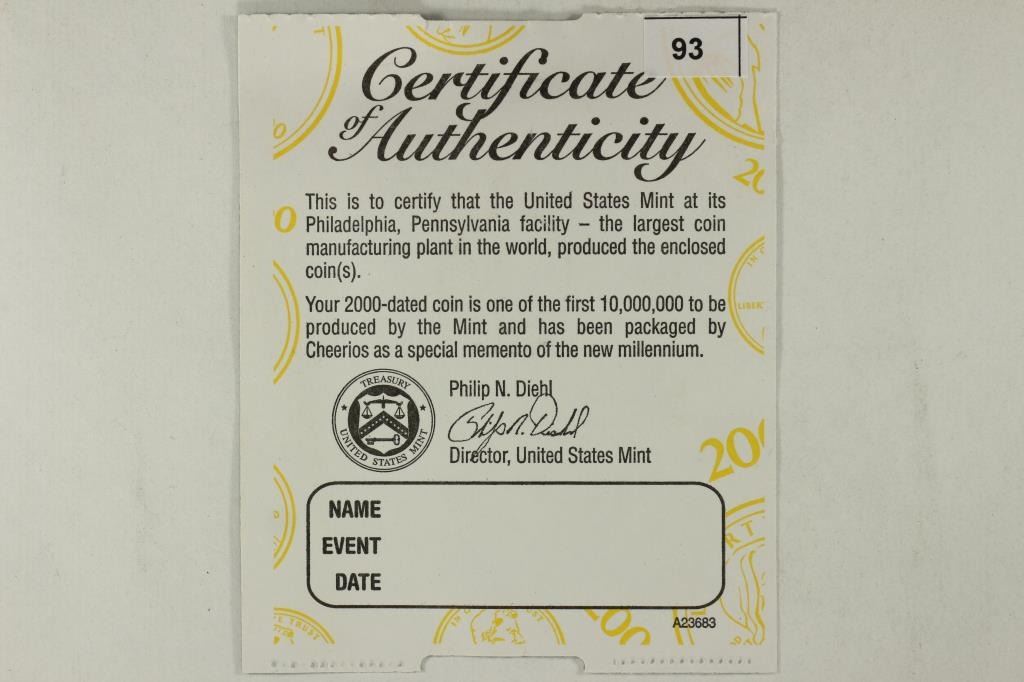 93
Certificate
of Authenticity
This is to certify that the United States Mint at its
Philadelphia, Pennsylvania facility – the largest coin
manufacturing plant in the world, produced the enclosed
coin(s).
Your 2000-dated coin is one of the first 10,000,000 to be
produced by the Mint and has been packaged by
Cheerios as a special memento of the new millennium.
TREASURY
UNITED STATES MINT
Philip N. Diehl
Philip N. Diehl
Director, United States Mint
NAME
EVENT
DATE
A23683